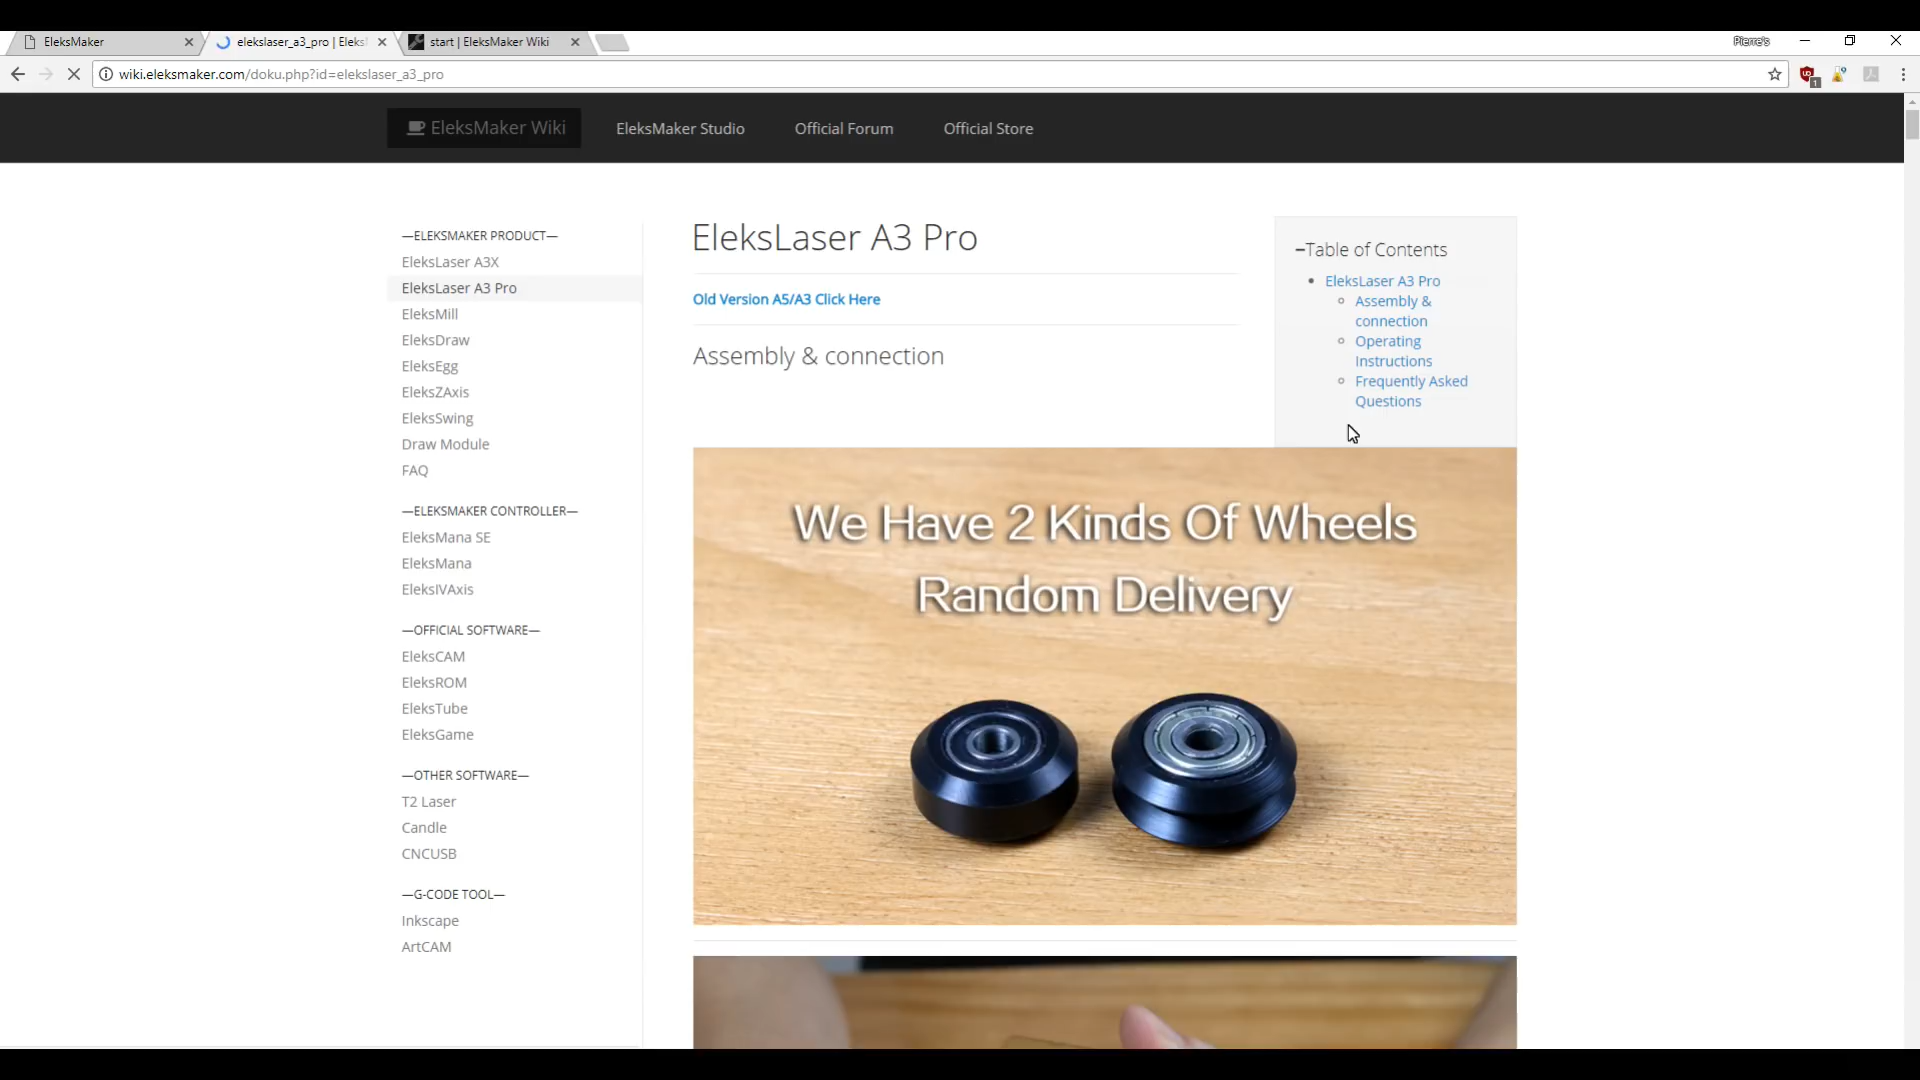 EleksMaker
elekslaser_a3_pro | Eleks
start | EleksMaker Wiki
Pierre's
wiki.eleksmaker.com/doku.php?id=elekslaser_a3_pro
1
EleksMaker Wiki
EleksMaker Studio
Official Forum
Official Store
—ELEKSMAKER PRODUCT—
EleksLaser A3X
EleksLaser A3 Pro
EleksMill
EleksDraw
EleksEgg
EleksZAxis
EleksSwing
Draw Module
FAQ
—ELEKSMAKER CONTROLLER—
EleksMana SE
EleksMana
EleksIVAxis
—OFFICIAL SOFTWARE—
EleksCAM
EleksROM
EleksTube
EleksGame
—OTHER SOFTWARE—
T2 Laser
Candle
CNCUSB
—G-CODE TOOL—
Inkscape
ArtCAM
EleksLaser A3 Pro
Old Version A5/A3 Click Here
Assembly & connection
−Table of Contents
EleksLaser A3 Pro
Assembly &
connection
Operating
Instructions
Frequently Asked
Questions
We Have 2 Kinds Of Wheels
Random Delivery